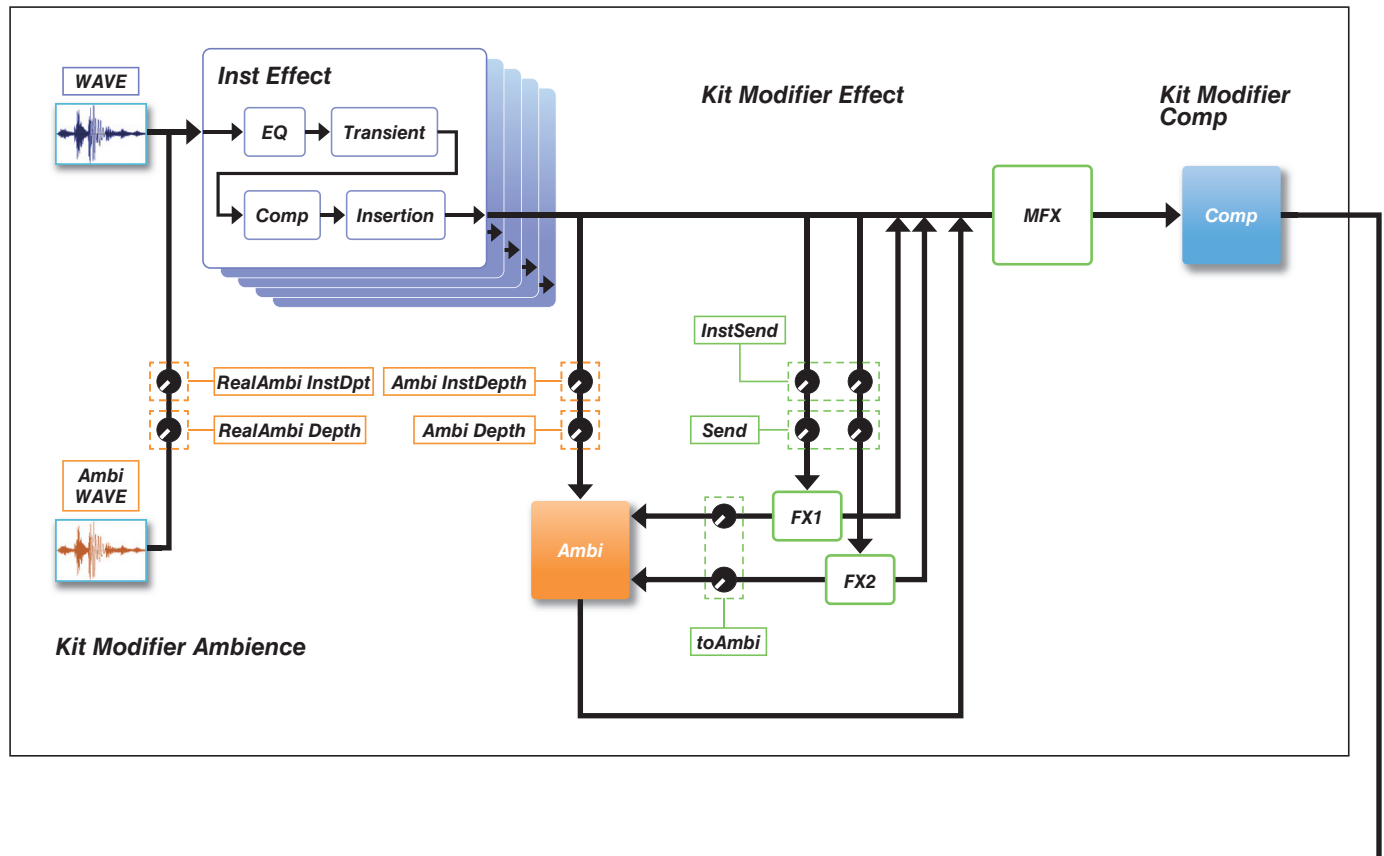 WAVE
Inst Effect
EQ
Transient
Comp
Insertion
Kit Modifier Effect
Kit Modifier
Comp
MFX
Comp
InstSend
RealAmbi InstDpt
Ambi InstDepth
RealAmbi Depth
Ambi Depth
Send
Ambi
WAVE
Ambi
FX1
FX2
toAmbi
Kit Modifier Ambience